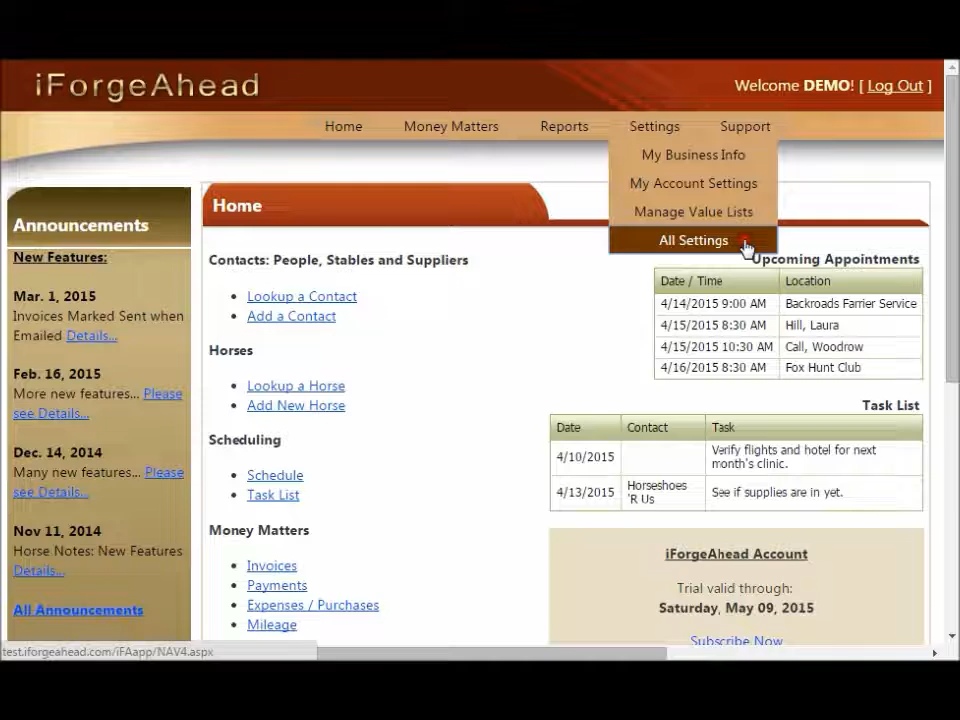 iForgeAhead
Welcome DEMO! [ Log Out ]
Home Money Matters Reports Settings Support
My Business Info
My Account Settings
Manage Value Lists
All Settings
Announcements
New Features:
Mar. 1, 2015
Invoices Marked Sent when
Emailed Details...
Feb. 16, 2015
More new features... Please
see Details...
Dec. 14, 2014
Many new features... Please
see Details...
Nov 11, 2014
Horse Notes: New Features
Details...
All Announcements
Home
Contacts: People, Stables and Suppliers
Lookup a Contact
Add a Contact
Horses
Lookup a Horse
Add New Horse
Scheduling
Schedule
Task List
Money Matters
Invoices
Payments
Expenses / Purchases
Mileage
Upcoming Appointments
Date / Time Location
4/14/2015 9:00 AM Backroads Farrier Service
4/15/2015 8:30 AM Hill, Laura
4/15/2015 10:30 AM Call, Woodrow
4/16/2015 8:30 AM Fox Hunt Club
Task List
Date Contact Task
4/10/2015 Verify flights and hotel for next
month's clinic.
4/13/2015 Horseshoes
'R Us See if supplies are in yet.
iForgeAhead Account
Trial valid through:
Saturday, May 09, 2015
Subscribe Now
test.iforgeahead.com/iFAapp/NAV4.aspx